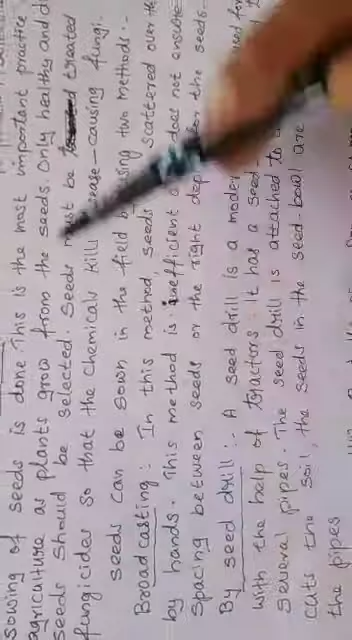 sowing of seeds is done. This is the most important practice
agriculture as plants grow from the seeds. Only healthy and
seeds should be selected. Seeds must be treated
fungicides so that the chemicals kill causing fungi.
seeds can be sown in the field using two methods:-
Broadcasting: In this method, seeds scattered over the
by hands. This method is inefficient does not ensure
spacing between seeds or the right for the seeds.
By seed drill:- A seed drill is a
with the help of tractors. It has a seed-
several pipes. The seed drill is attached to
cuts the soil, the seeds in the seed-bowl are
the pipes